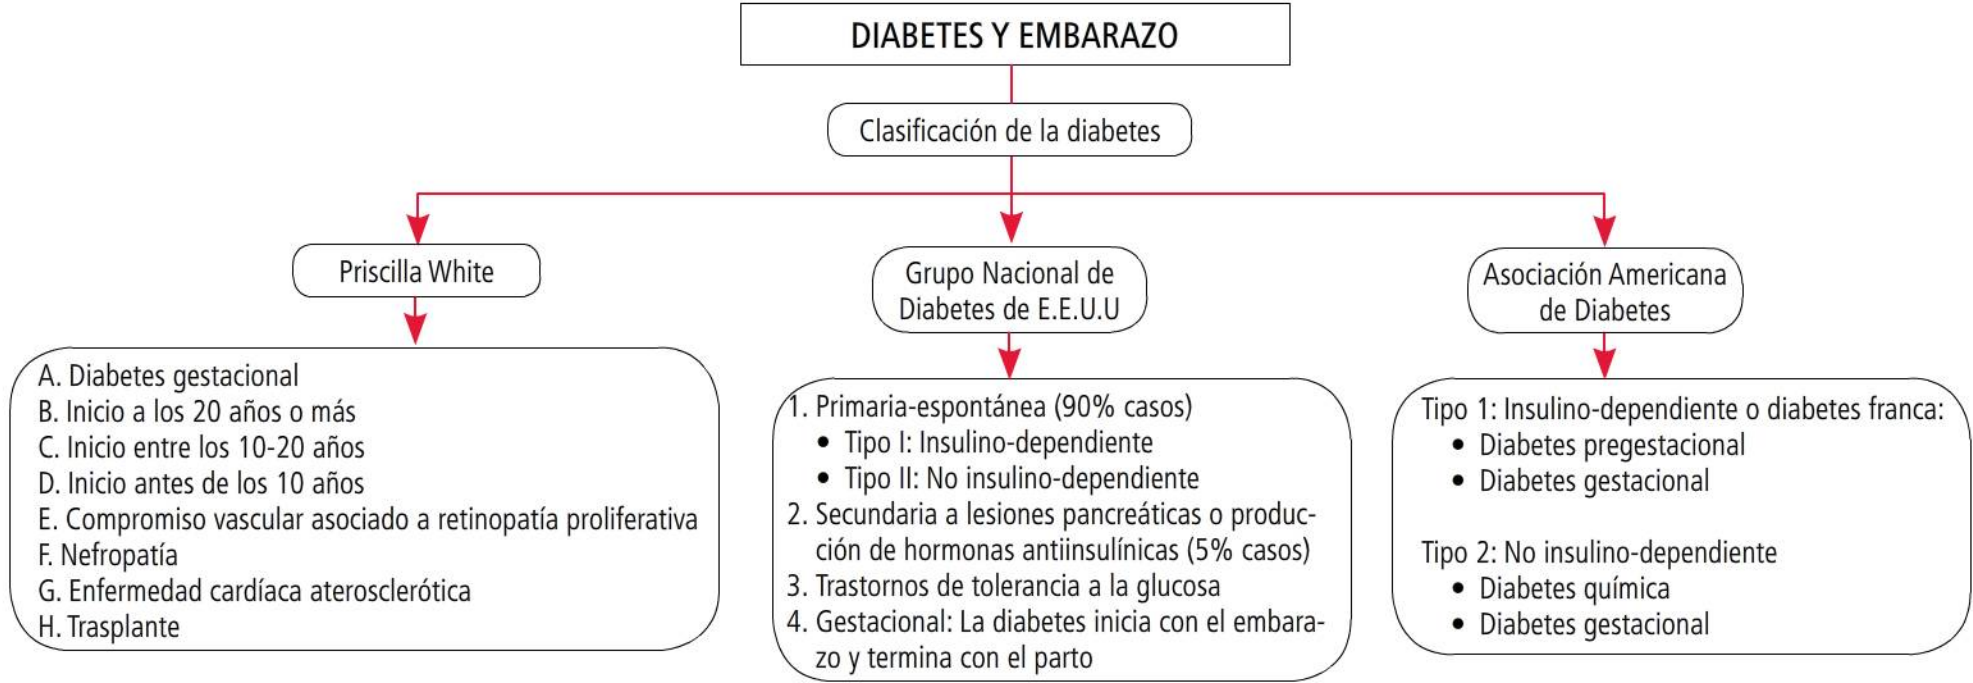 DIABETES Y EMBARAZO
Clasificación de la diabetes
Priscilla White
A. Diabetes gestacional
B. Inicio a los 20 años o más
C. Inicio entre los 10-20 años
D. Inicio antes de los 10 años
E. Compromiso vascular asociado a retinopatía proliferativa
F. Nefropatía
G. Enfermedad cardíaca aterosclerótica
H. Trasplante
Grupo Nacional de
Diabetes de E.E.U.U
1. Primaria-espontánea (90% casos)
• Tipo I: Insulino-dependiente
• Tipo II: No insulino-dependiente
2. Secundaria a lesiones pancreáticas o produc-
ción de hormonas antiinsulínicas (5% casos)
3. Trastornos de tolerancia a la glucosa
4. Gestacional: La diabetes inicia con el embara-
zo y termina con el parto
Asociación Americana
de Diabetes
Tipo 1: Insulino-dependiente o diabetes franca:
• Diabetes pregestacional
• Diabetes gestacional
Tipo 2: No insulino-dependiente
• Diabetes química
• Diabetes gestacional